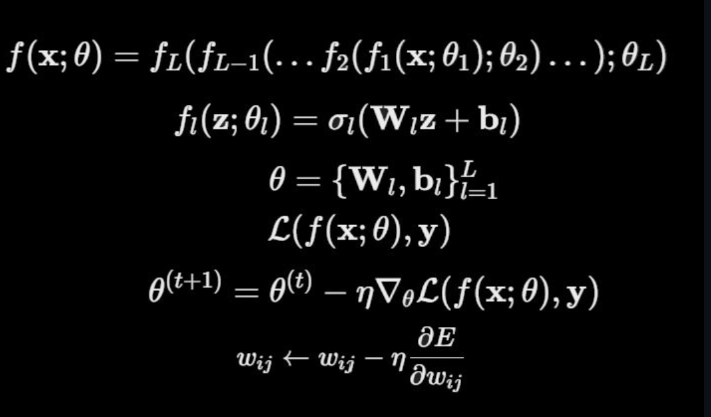 f(x; θ) = f_L(f_{L−1}(… f_2(f_1(x; θ_1); θ_2) … ); θ_L)
f_l(z; θ_l) = σ_l(W_l z + b_l)
θ = {W_l, b_l}_{l=1}^L
ℒ(f(x; θ), y)
θ^{(t+1)} = θ^{(t)} − η∇_θ ℒ(f(x; θ), y)
w_{ij} ← w_{ij} − η ∂E/∂w_{ij}